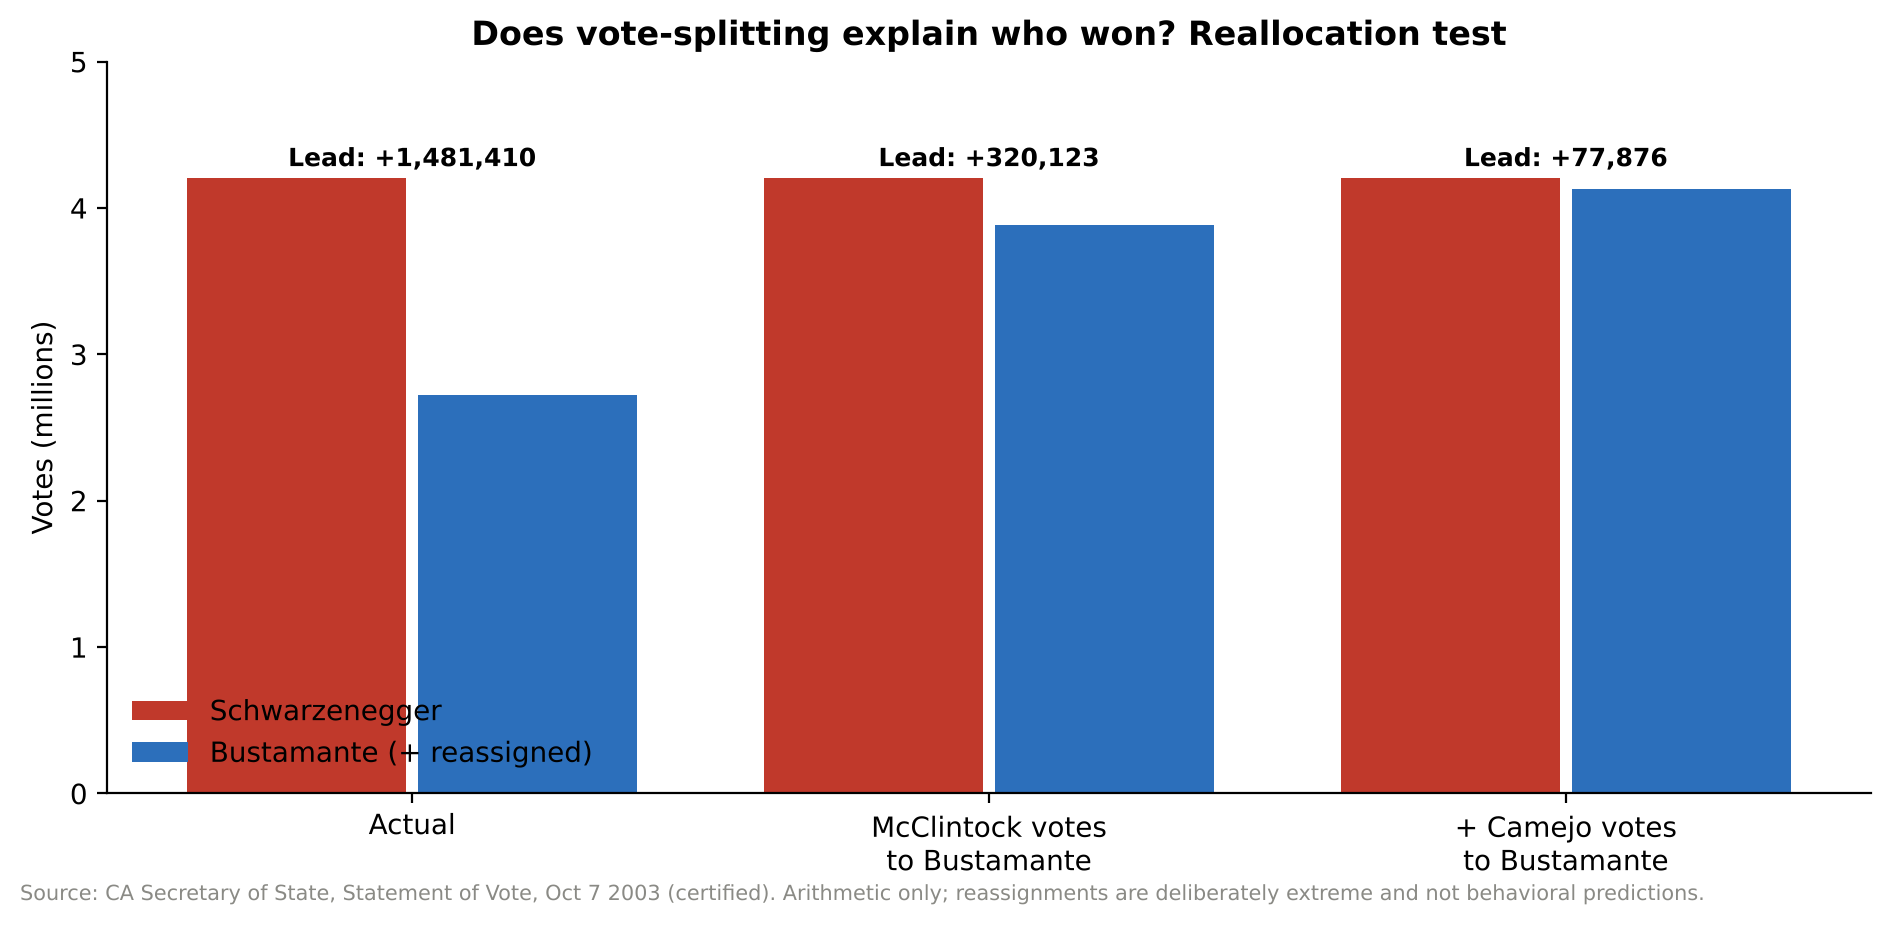 Does vote-splitting explain who won? Reallocation test
Votes (millions)
5
4
3
2
1
0
Lead: +1,481,410
Lead: +320,123
Lead: +77,876
Schwarzenegger
Bustamante (+ reassigned)
Actual
McClintock votes
to Bustamante
+ Camejo votes
to Bustamante
Source: CA Secretary of State, Statement of Vote, Oct 7 2003 (certified). Arithmetic only; reassignments are deliberately extreme and not behavioral predictions.